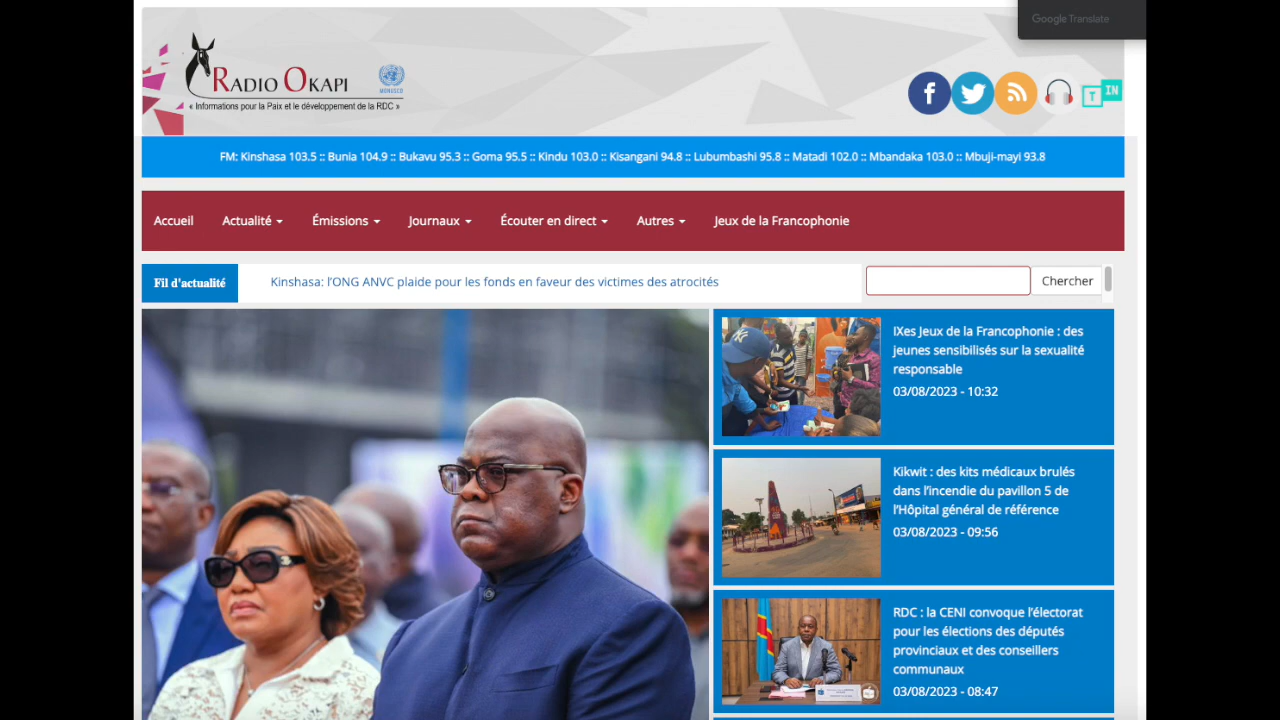 Google Translate
RADIO OKAPI
MONUSCO
« Informations pour la Paix et le développement de la RDC »
T IN
FM: Kinshasa 103.5 :: Bunia 104.9 :: Bukavu 95.3 :: Goma 95.5 :: Kindu 103.0 :: Kisangani 94.8 :: Lubumbashi 95.8 :: Matadi 102.0 :: Mbandaka 103.0 :: Mbuji-mayi 93.8
Accueil Actualité Émissions Journaux Écouter en direct Autres Jeux de la Francophonie
Fil d'actualité Kinshasa: l’ONG ANVC plaide pour les fonds en faveur des victimes des atrocités Chercher
IXes Jeux de la Francophonie : des
jeunes sensibilisés sur la sexualité
responsable
03/08/2023 - 10:32
Kikwit : des kits médicaux brulés
dans l’incendie du pavillon 5 de
l’Hôpital général de référence
03/08/2023 - 09:56
RDC : la CENI convoque l’électorat
pour les élections des députés
provinciaux et des conseillers
communaux
03/08/2023 - 08:47